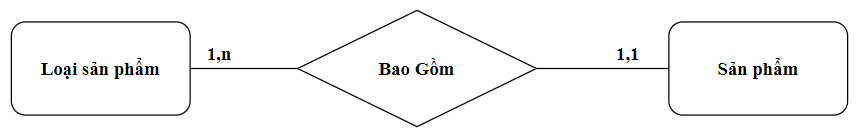 Loại sản phẩm
1,n
Bao Gồm
1,1
Sản phẩm